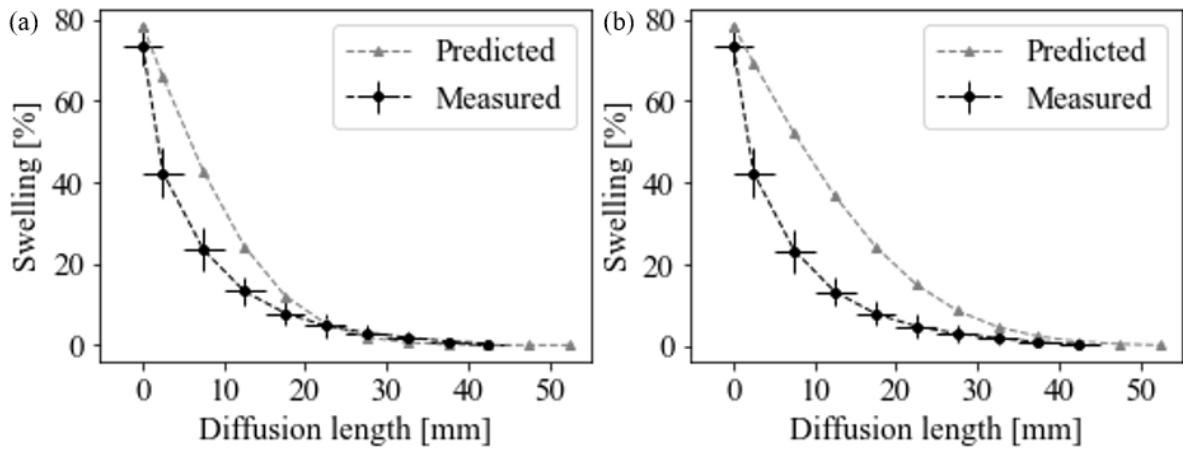 (a)
Swelling [%]
80
60
40
20
0
Predicted
Measured
0 10 20 30 40 50
Diffusion length [mm]
(b)
Swelling [%]
80
60
40
20
0
Predicted
Measured
0 10 20 30 40 50
Diffusion length [mm]